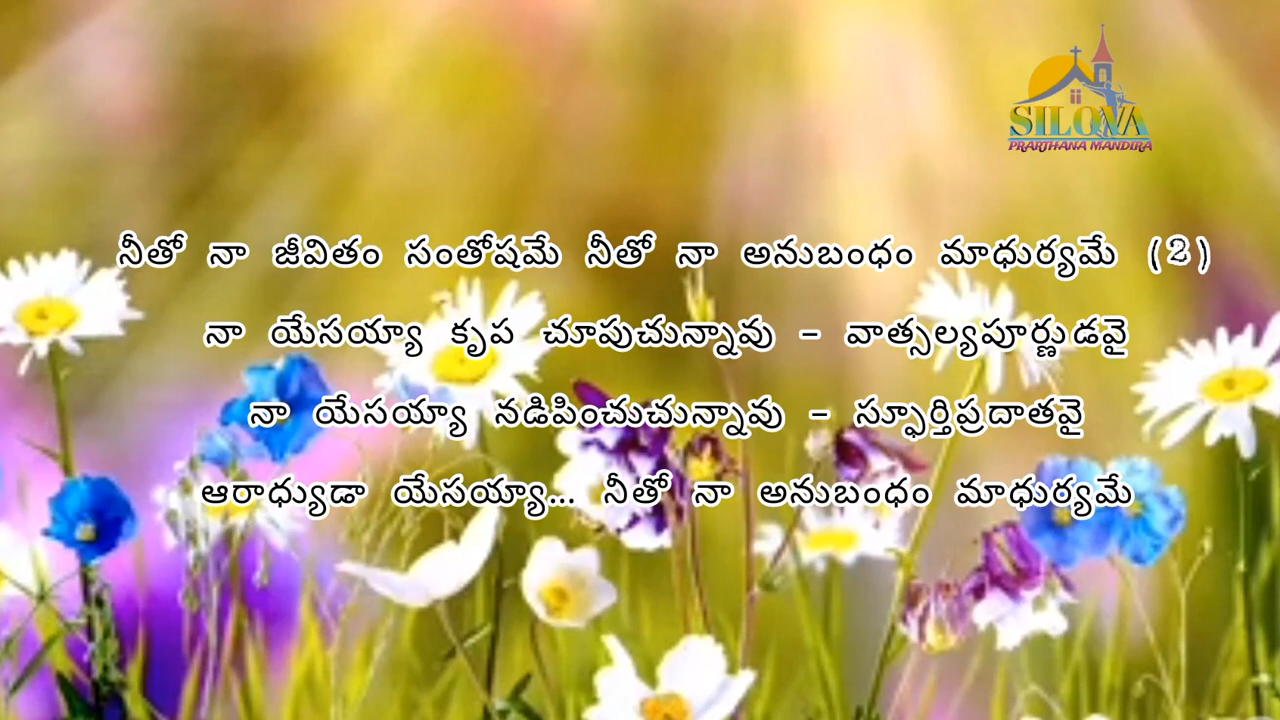 SILOVA
PRARTHANA MANDIRA
నీతో నా జీవితం సంతోషమే నీతో నా అనుబంధం మాధుర్యమే (2)
నా యేసయ్యా కృప చూపుచున్నావు - వాత్సల్యపూర్ణుడవై
నా యేసయ్యా నడిపించుచున్నావు - స్ఫూర్తిప్రదాతవై
ఆరాధ్యుడా యేసయ్యా... నీతో నా అనుబంధం మాధుర్యమే